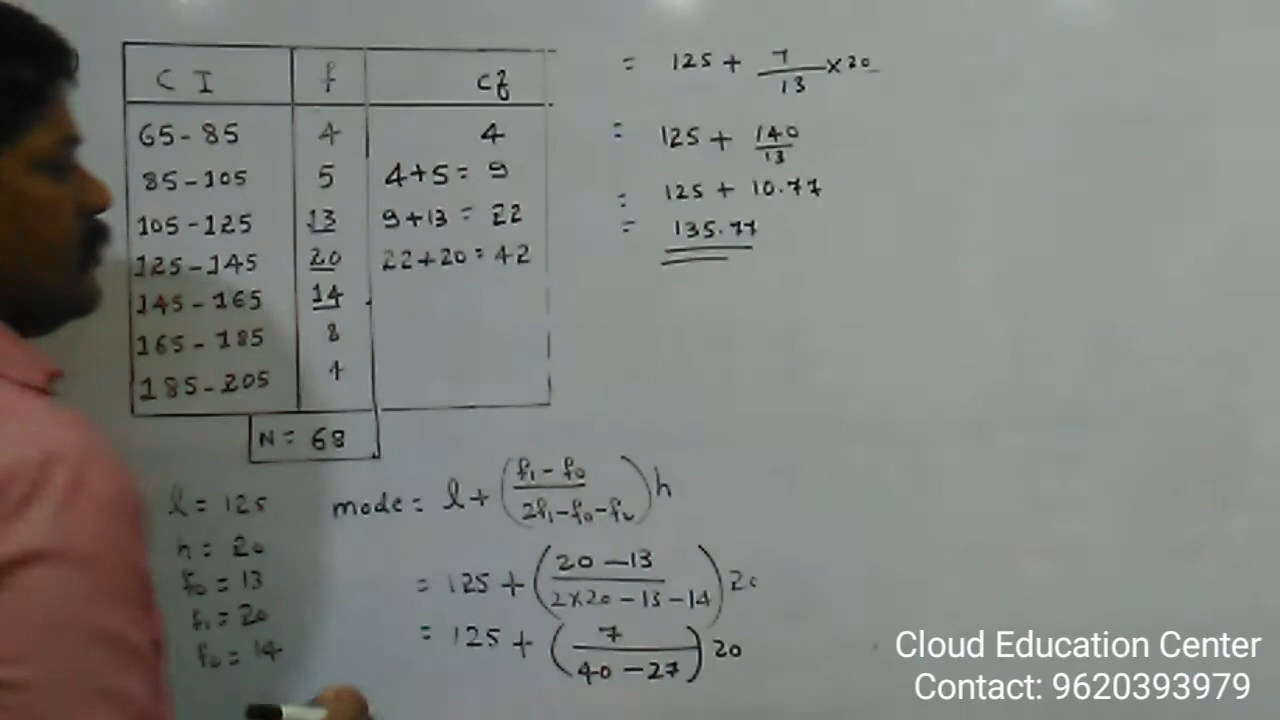 C I f cf
65-85 4 4
85-105 5 4+5= 9
105-125 13 9+13 = 22
125-145 20 22+20= 42
145-165 14
165-185 8
185-205 4
N= 68
l = 125
h = 20
f₀ = 13
f₁ = 20
f₂ = 14
mode= l+(f₁-f₀/2f₁-f₀-f₂)h
= 125+(20-13/2×20-13-14)20
= 125+(7/40-27)20
= 125+ 7/13 ×20
= 125+ 140/13
= 125+ 10.77
= 135.77
Cloud Education Center
Contact: 9620393979